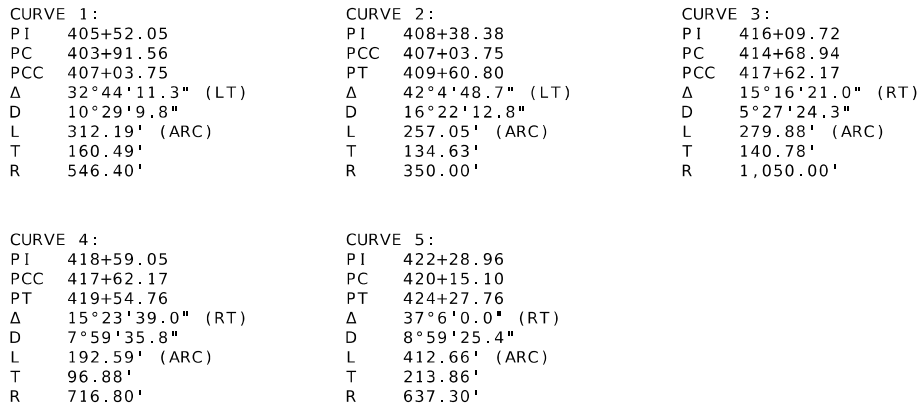 CURVE 1:
PI 405+52.05
PC 403+91.56
PCC 407+03.75
Δ 32°44'11.3" (LT)
D 10°29'9.8"
L 312.19' (ARC)
T 160.49'
R 546.40'
CURVE 2:
PI 408+38.38
PCC 407+03.75
PT 409+60.80
Δ 42°4'48.7" (LT)
D 16°22'12.8"
L 257.05' (ARC)
T 134.63'
R 350.00'
CURVE 3:
PI 416+09.72
PC 414+68.94
PCC 417+62.17
Δ 15°16'21.0" (RT)
D 5°27'24.3"
L 279.88' (ARC)
T 140.78'
R 1,050.00'
CURVE 4:
PI 418+59.05
PCC 417+62.17
PT 419+54.76
Δ 15°23'39.0" (RT)
D 7°59'35.8"
L 192.59' (ARC)
T 96.88'
R 716.80'
CURVE 5:
PI 422+28.96
PC 420+15.10
PT 424+27.76
Δ 37°6'0.0" (RT)
D 8°59'25.4"
L 412.66' (ARC)
T 213.86'
R 637.30'